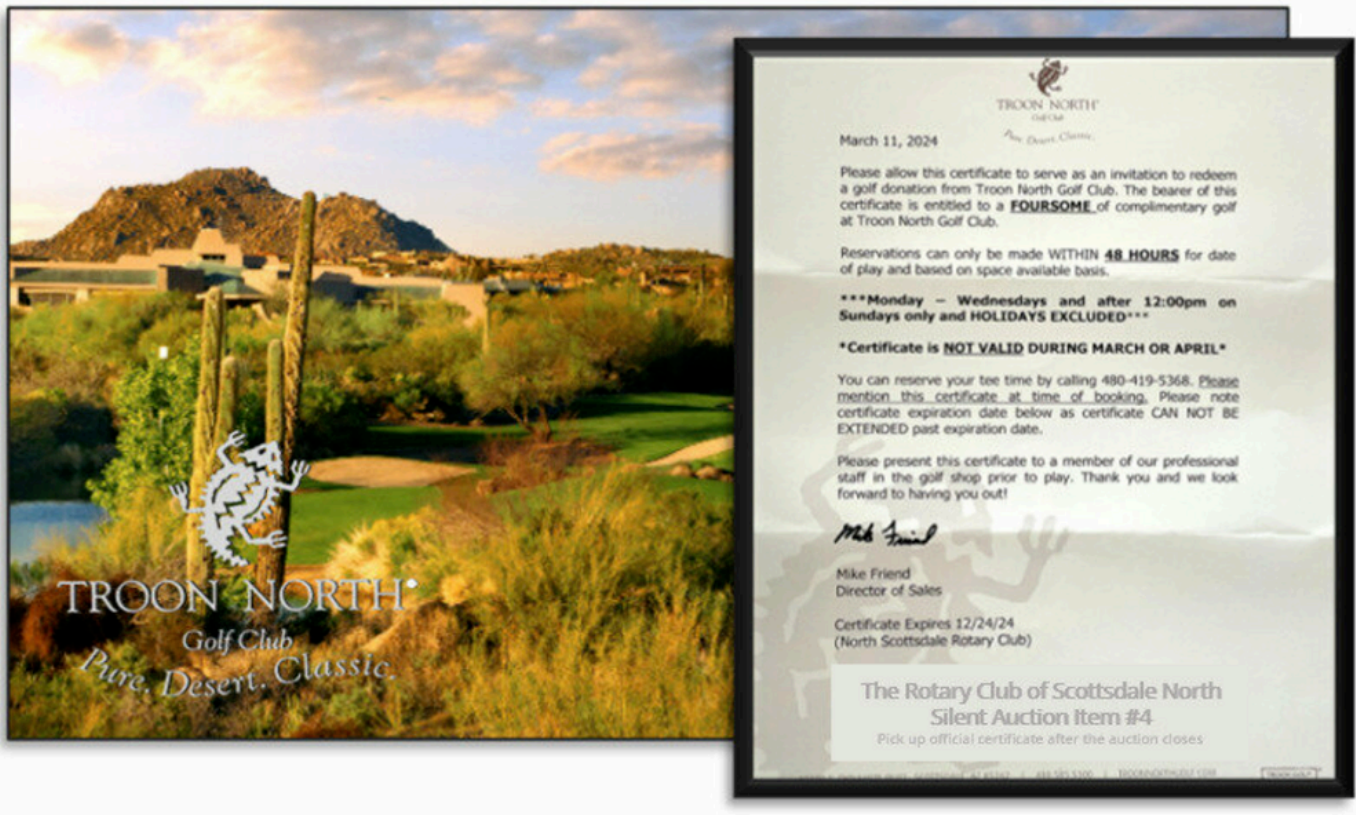 TROON NORTH
Golf Club
Pure. Desert. Classic.
TROON NORTH
Golf Club
Pure. Desert. Classic.
March 11, 2024
Please allow this certificate to serve as an invitation to redeem
a golf donation from Troon North Golf Club. The bearer of this
certificate is entitled to a FOURSOME of complimentary golf
at Troon North Golf Club.
Reservations can only be made WITHIN 48 HOURS for date
of play and based on space available basis.
***Monday – Wednesdays and after 12:00pm on
Sundays only and HOLIDAYS EXCLUDED***
*Certificate is NOT VALID DURING MARCH OR APRIL*
You can reserve your tee time by calling 480-419-5368. Please
mention this certificate at time of booking. Please note
certificate expiration date below as certificate CAN NOT BE
EXTENDED past expiration date.
Please present this certificate to a member of our professional
staff in the golf shop prior to play. Thank you and we look
forward to having you out!
Mike Friend
Mike Friend
Director of Sales
Certificate Expires 12/24/24
(North Scottsdale Rotary Club)
The Rotary Club of Scottsdale North
Silent Auction Item #4
Pick up official certificate after the auction closes